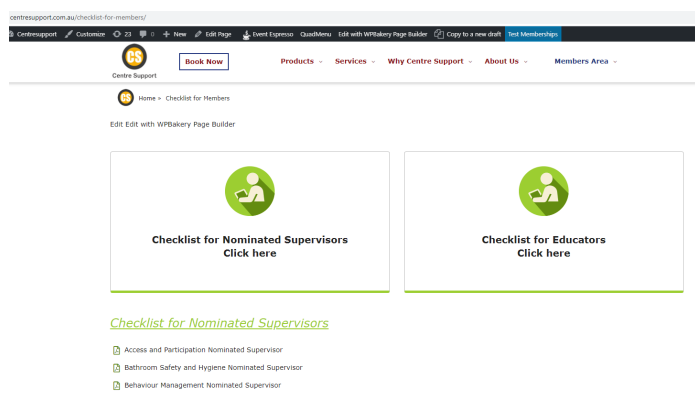 centresupport.com.au/checklist-for-members/
Centresupport Customize 23 0 New Edit Page Event Espresso QuadMenu Edit with WPBakery Page Builder Copy to a new draft Test Memberships
CS
Centre Support
Book Now
Products Services Why Centre Support About Us Members Area
CS Home » Checklist for Members
Edit Edit with WPBakery Page Builder
Checklist for Nominated Supervisors
Click here
Checklist for Educators
Click here
Checklist for Nominated Supervisors
Access and Participation Nominated Supervisor
Bathroom Safety and Hygiene Nominated Supervisor
Behaviour Management Nominated Supervisor